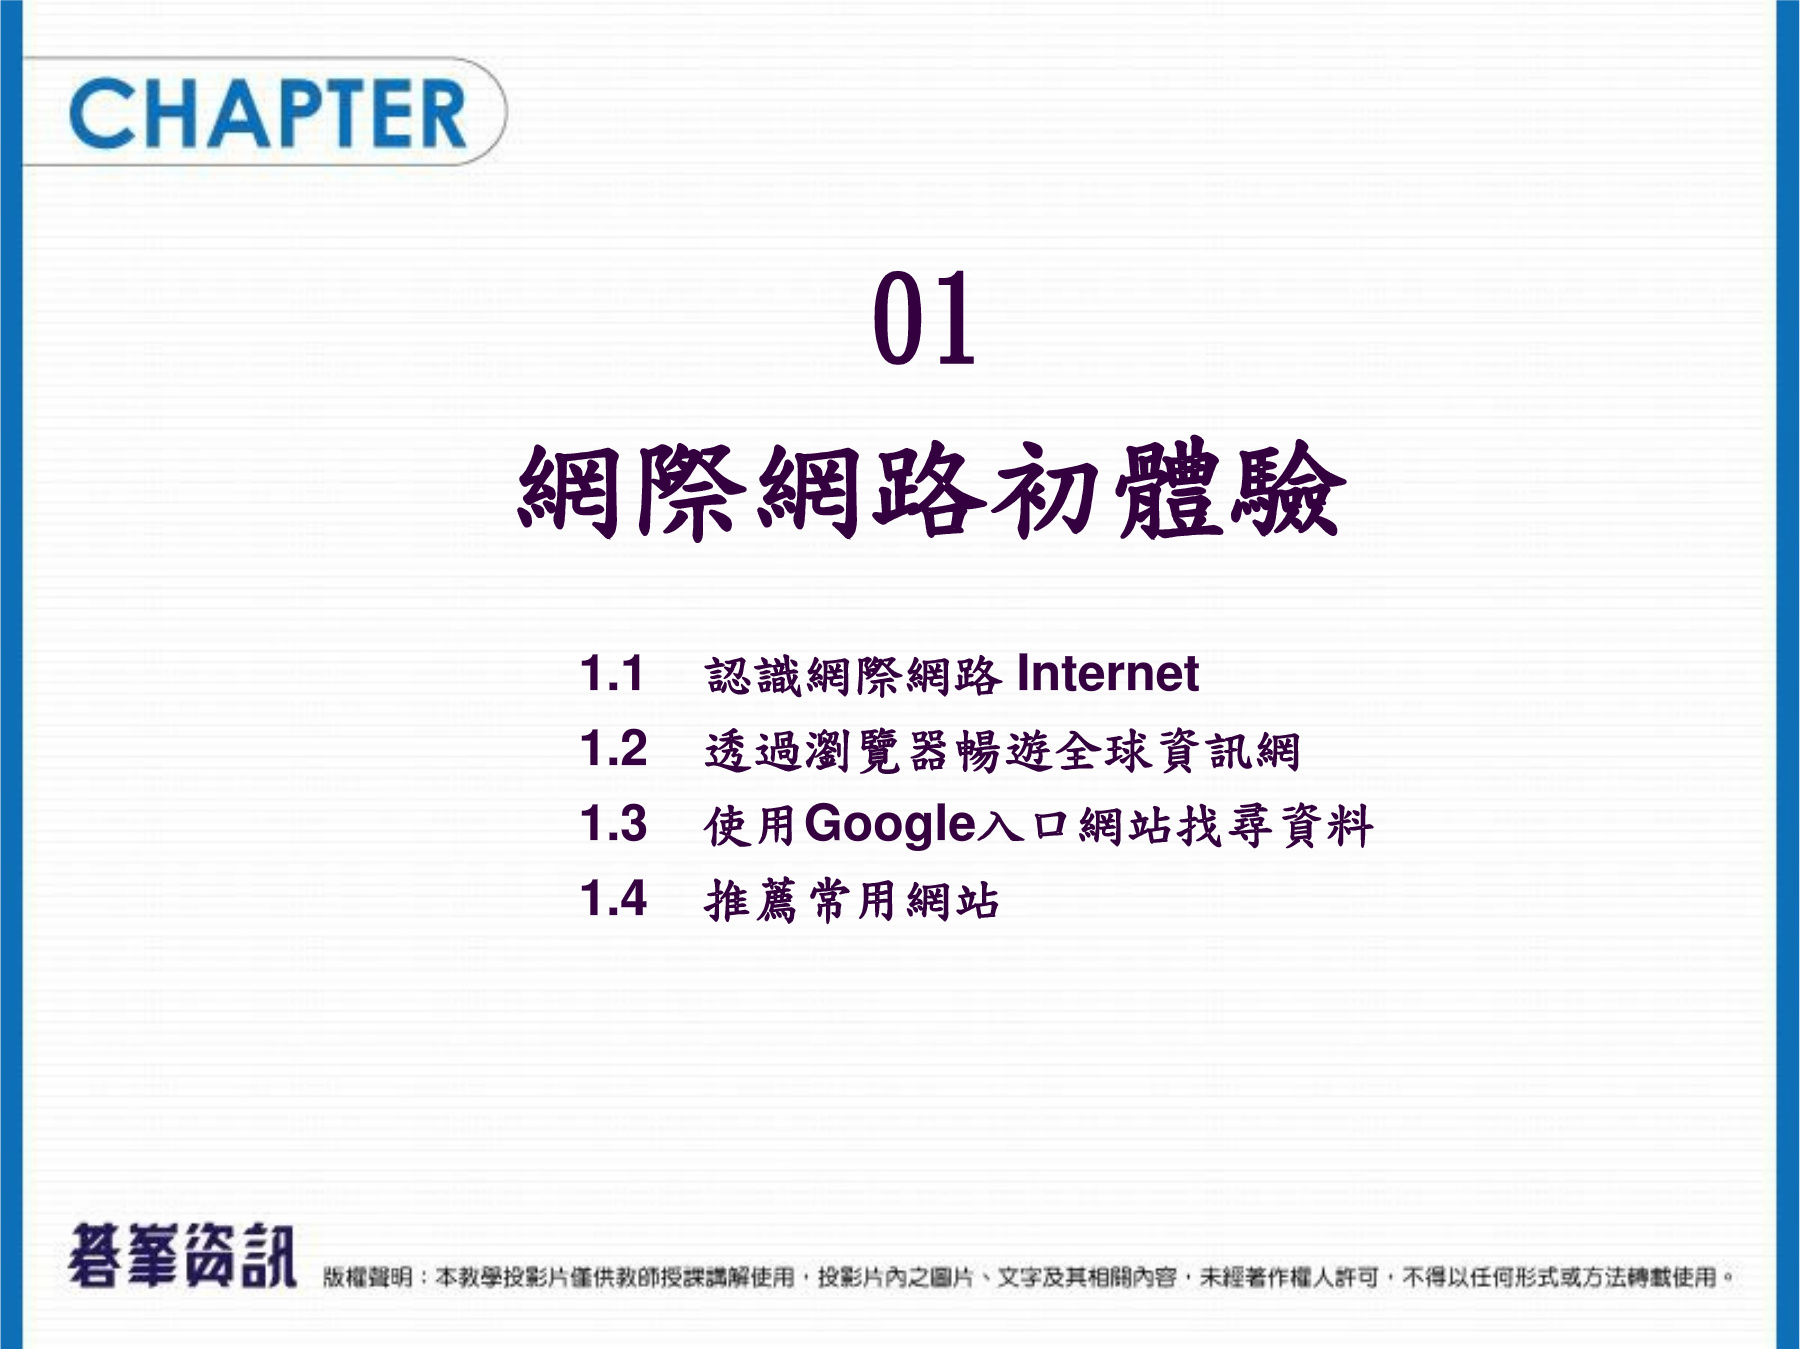 CHAPTER
01
網際網路初體驗
1.1 認識網際網路 Internet
1.2 透過瀏覽器暢遊全球資訊網
1.3 使用Google入口網站找尋資料
1.4 推薦常用網站
碁峯資訊 版權聲明：本教學投影片僅供教師授課講解使用，投影片內之圖片、文字及其相關內容，未經著作權人許可，不得以任何形式或方法轉載使用。